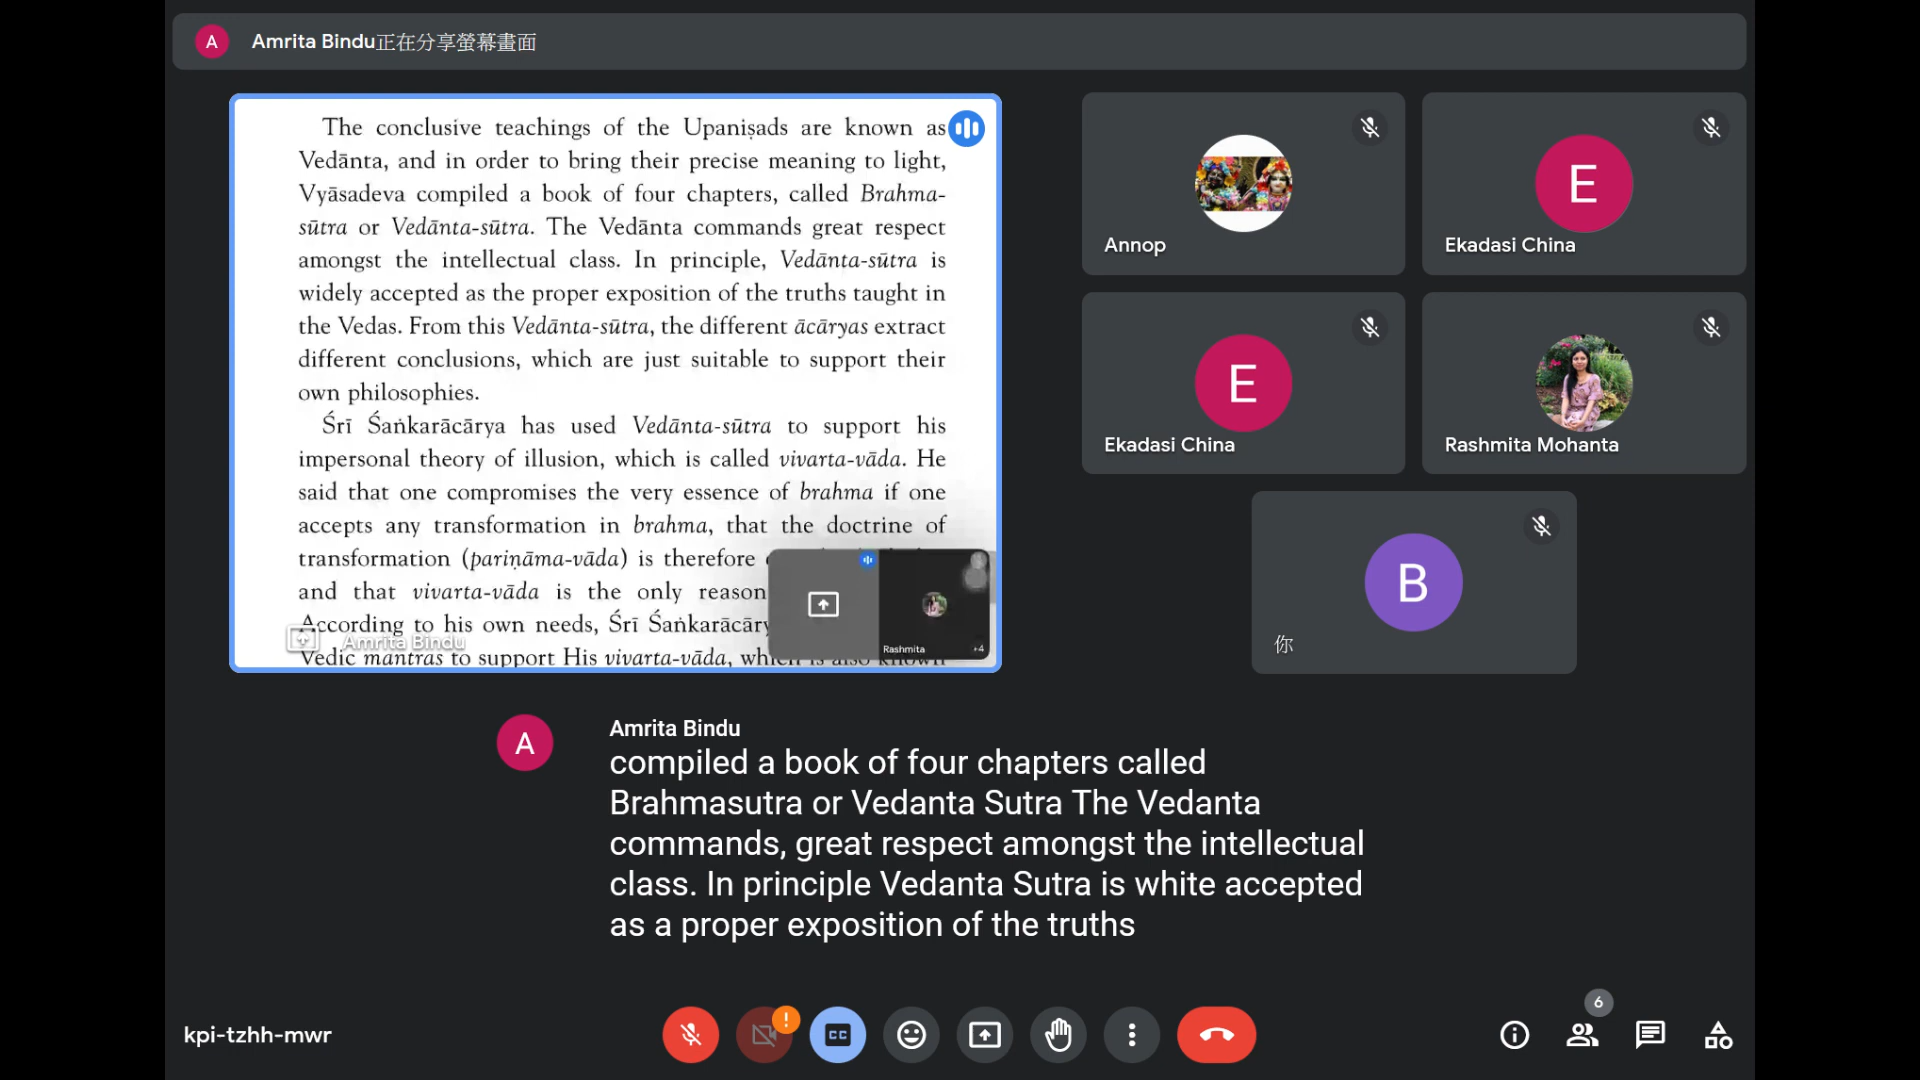 A
Amrita Bindu正在分享螢幕畫面
The conclusive teachings of the Upaniṣads are known as
Vedānta, and in order to bring their precise meaning to light,
Vyāsadeva compiled a book of four chapters, called Brahma-
sūtra or Vedānta-sūtra. The Vedānta commands great respect
amongst the intellectual class. In principle, Vedānta-sūtra is
widely accepted as the proper exposition of the truths taught in
the Vedas. From this Vedānta-sūtra, the different ācāryas extract
different conclusions, which are just suitable to support their
own philosophies.
Śrī Śaṅkarācārya has used Vedānta-sūtra to support his
impersonal theory of illusion, which is called vivarta-vāda. He
said that one compromises the very essence of brahma if one
accepts any transformation in brahma, that the doctrine of
transformation (pariṇāma-vāda) is therefore
and that vivarta-vāda is the only
According to his own needs, Śrī
Vedic mantras to support His vivarta-vāda,
Amrita Bindu
Rashmita
+4
Annop
E
Ekadasi China
E
Ekadasi China
Rashmita Mohanta
B
你
A
Amrita Bindu
compiled a book of four chapters called
Brahmasutra or Vedanta Sutra The Vedanta
commands, great respect amongst the intellectual
class. In principle Vedanta Sutra is white accepted
as a proper exposition of the truths
kpi-tzhh-mwr
!
CC
6